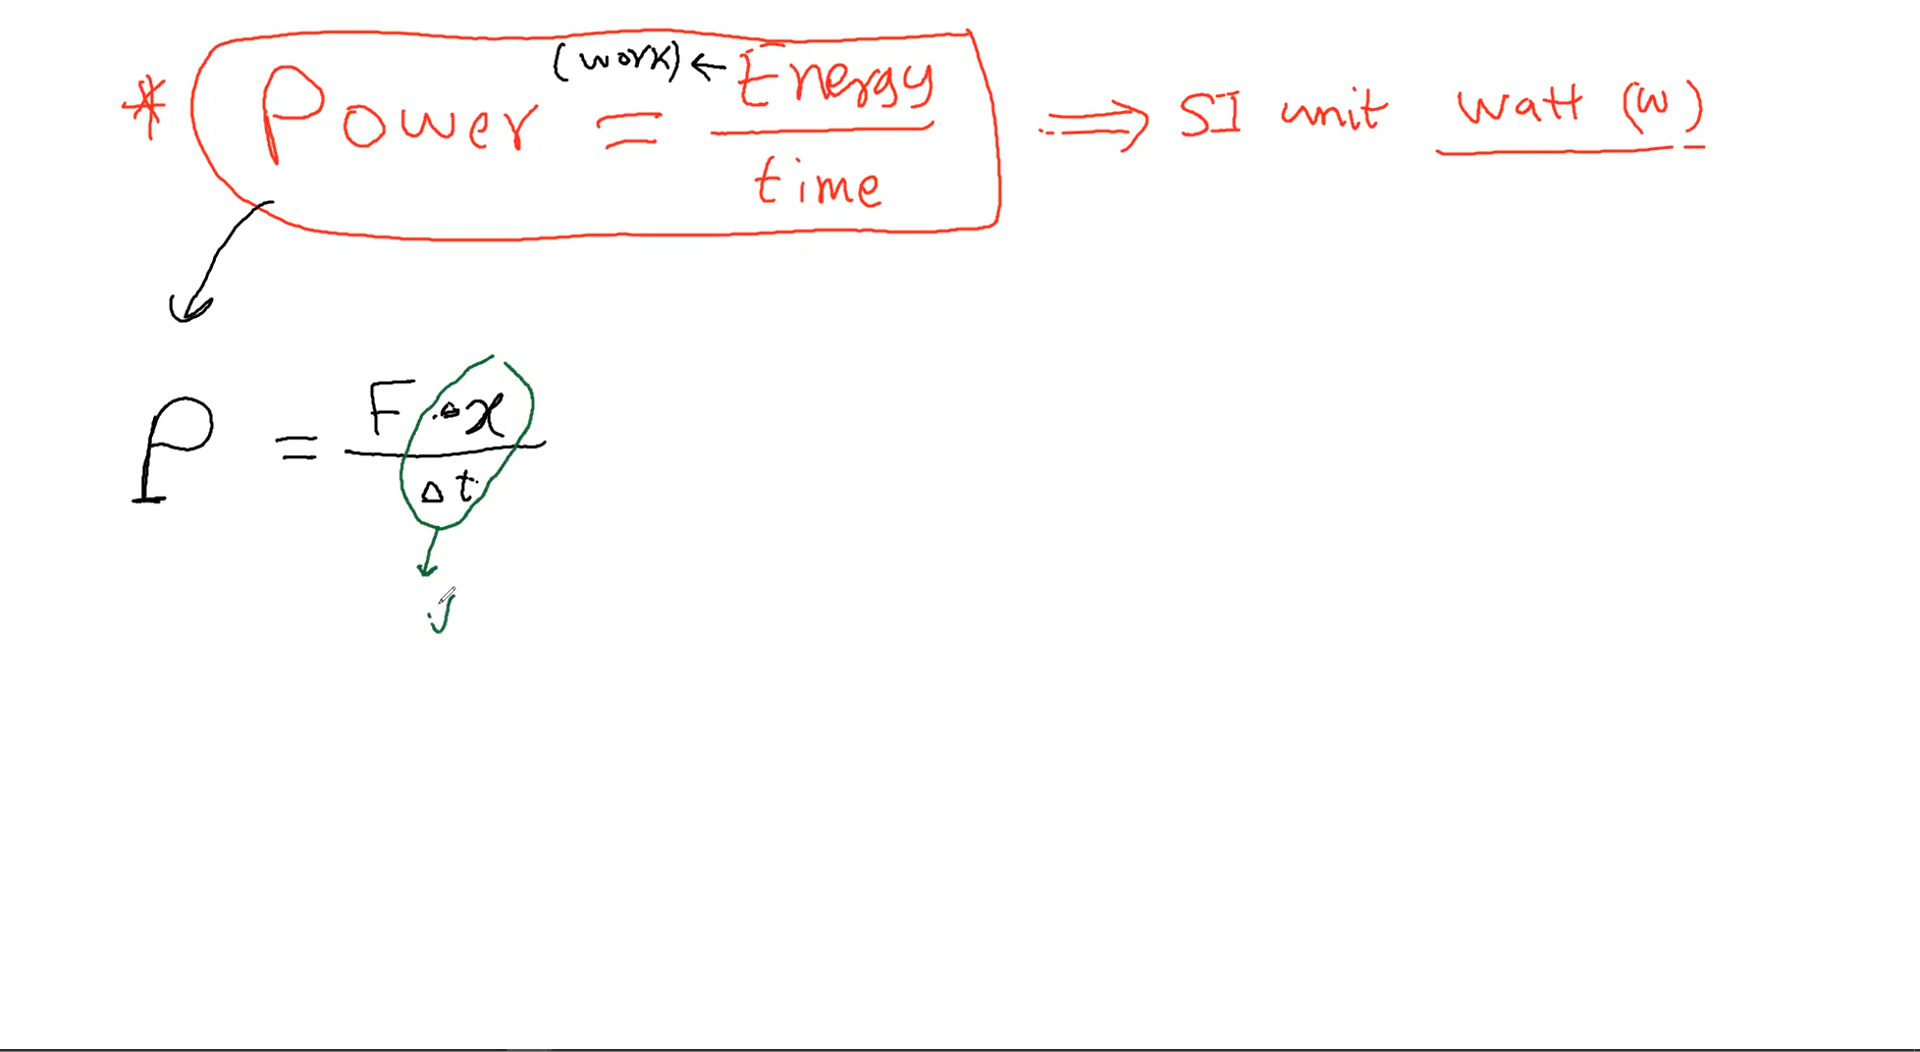 * Power = (work) ← Energy / time ⇒ SI unit watt (W)
P = F · Δx / Δt